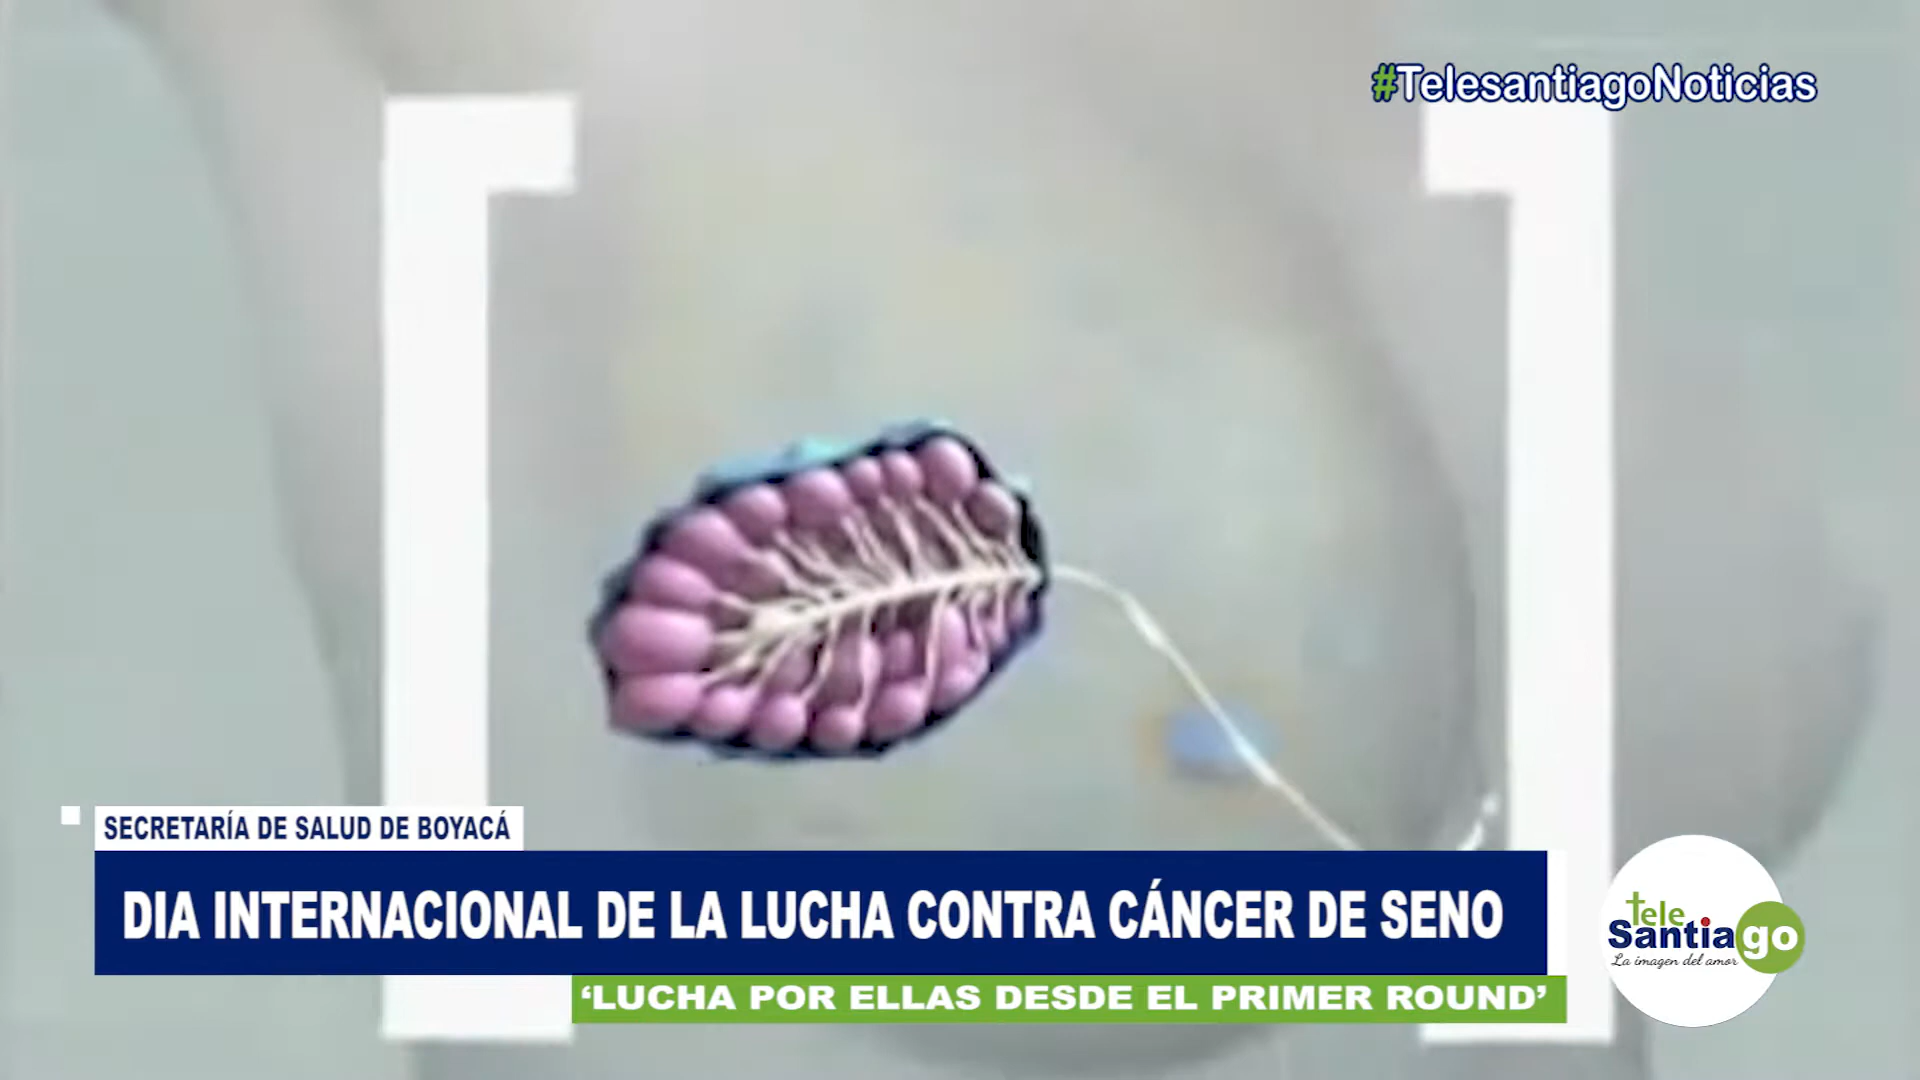 #TelesantiagoNoticias
SECRETARÍA DE SALUD DE BOYACÁ
DIA INTERNACIONAL DE LA LUCHA CONTRA CÁNCER DE SENO
‘LUCHA POR ELLAS DESDE EL PRIMER ROUND’
tele
Santiago
La imagen del amor